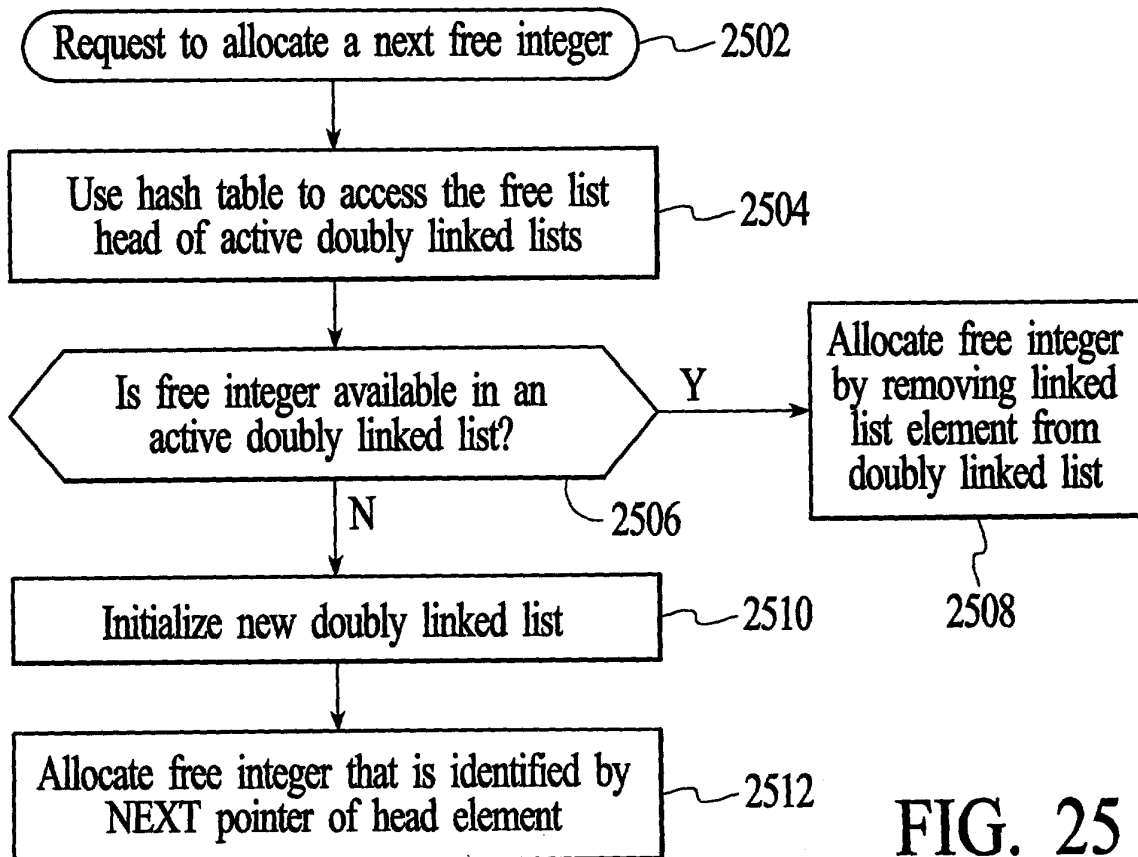 Request to allocate a next free integer
2502
Use hash table to access the free list
head of active doubly linked lists
2504
Is free integer available in an
active doubly linked list?
2506
Y
Allocate free integer
by removing linked
list element from
doubly linked list
2508
N
Initialize new doubly linked list
2510
Allocate free integer that is identified by
NEXT pointer of head element
2512
FIG. 25